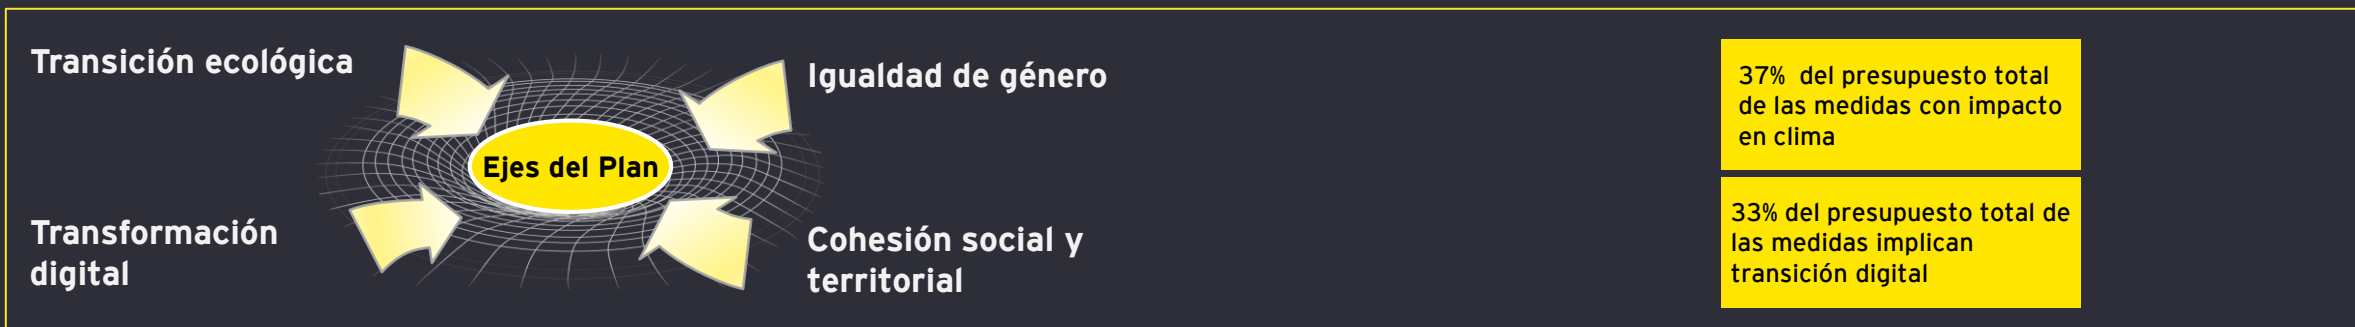 Transición ecológica
Igualdad de género
Ejes del Plan
Transformación
digital
Cohesión social y
territorial
37% del presupuesto total
de las medidas con impacto
en clima
33% del presupuesto total de
las medidas implican
transición digital